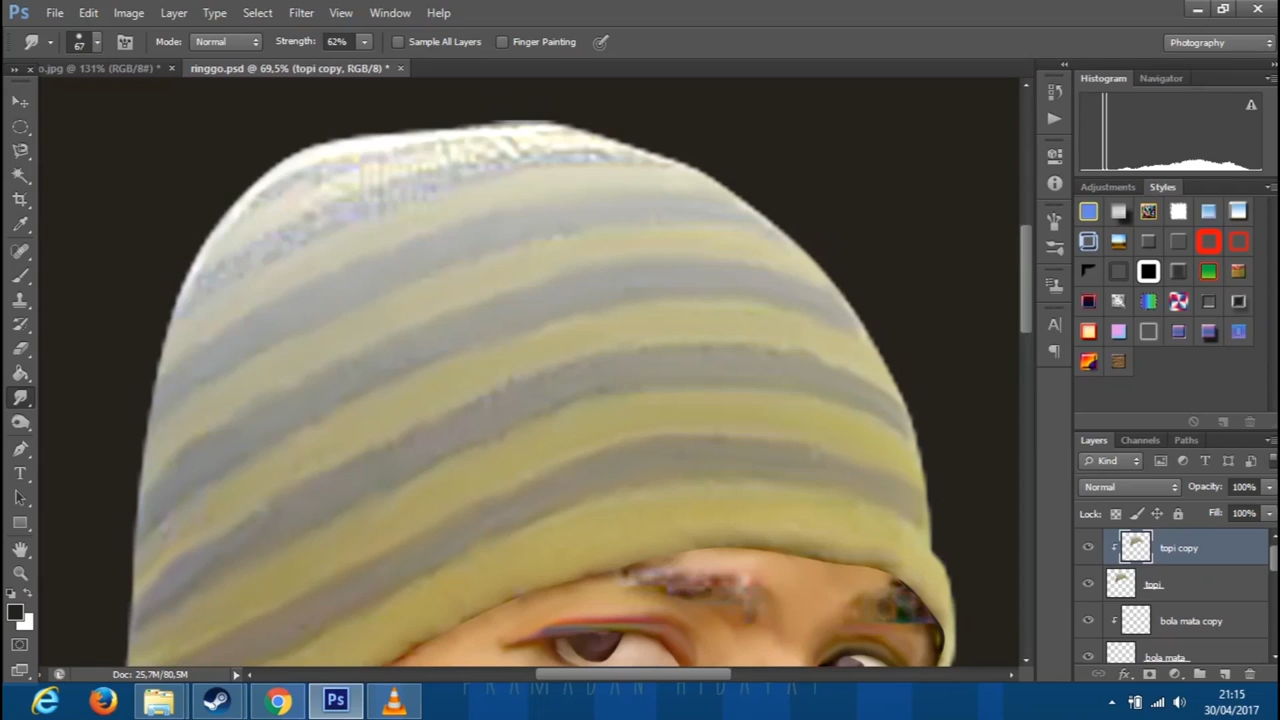 Ps File Edit Image Layer Type Select Filter View Window Help
67 Mode: Normal Strength: 62% Sample All Layers Finger Painting Photography
o.jpg @ 131% (RGB/8#) * × ringgo.psd @ 69,5% (topi copy, RGB/8) * ×
Histogram Navigator
Adjustments Styles
Layers Channels Paths
Kind
Normal Opacity: 100%
Lock: Fill: 100%
topi copy
topi
bola mata copy
bola mata
Doc: 25,7M/80,5M
RAMADAN HIDAYAT
21:15
30/04/2017